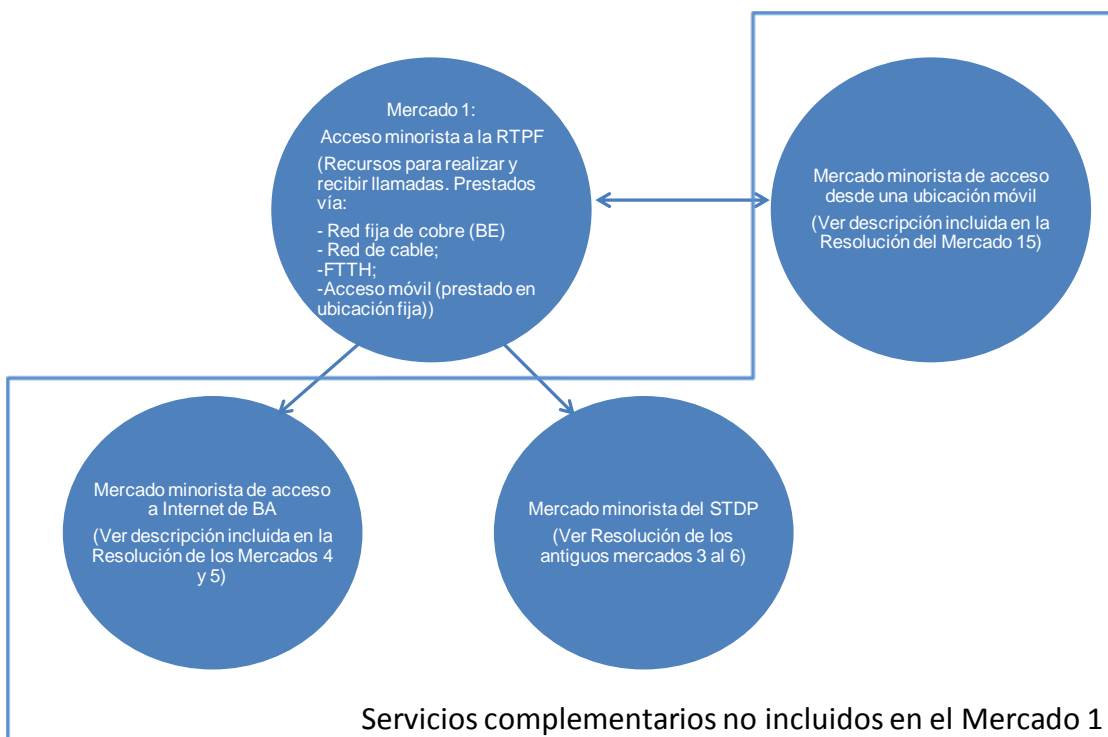 Mercado 1:
Acceso minorista a la RTPF
(Recursos para realizar y
recibir llamadas. Prestados
vía:
- Red fija de cobre (BE)
- Red de cable;
-FTTH;
-Acceso móvil (prestado en
ubicación fija))
Mercado minorista de acceso
desde una ubicación móvil
(Ver descripción incluida en la
Resolución del Mercado 15)
Mercado minorista de acceso
a Internet de BA
(Ver descripción incluida en la
Resolución de los Mercados 4
y 5)
Mercado minorista del STDP
(Ver Resolución de los
antiguos mercados 3 al 6)
Servicios complementarios no incluidos en el Mercado 1